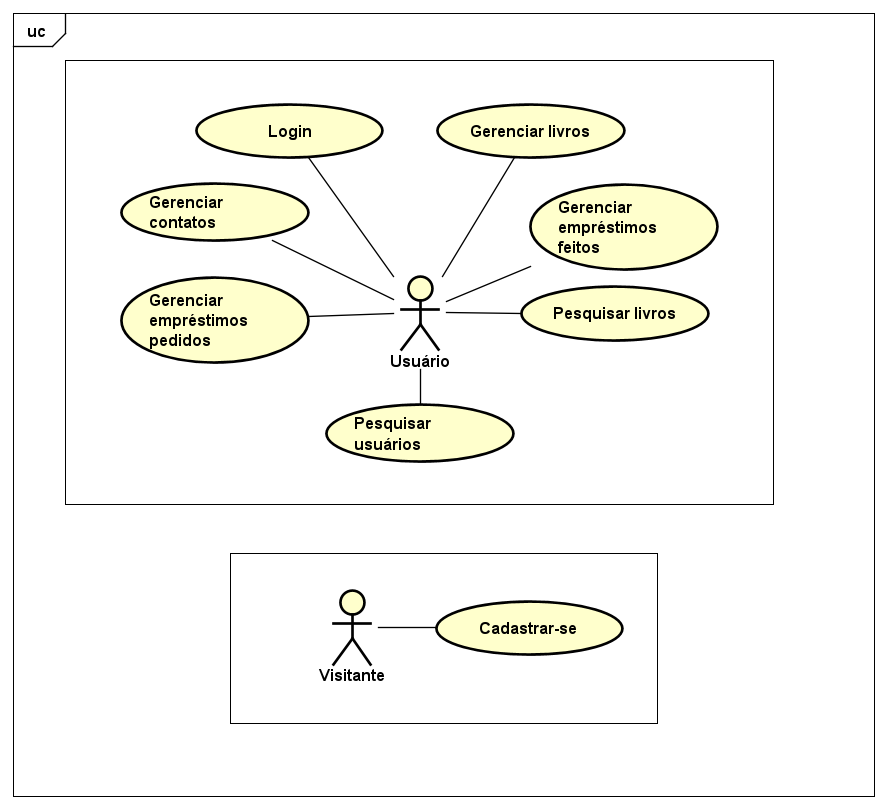 uc
Login
Gerenciar livros
Gerenciar
contatos
Gerenciar
empréstimos
feitos
Gerenciar
empréstimos
pedidos
Pesquisar livros
Usuário
Pesquisar
usuários
Visitante
Cadastrar-se